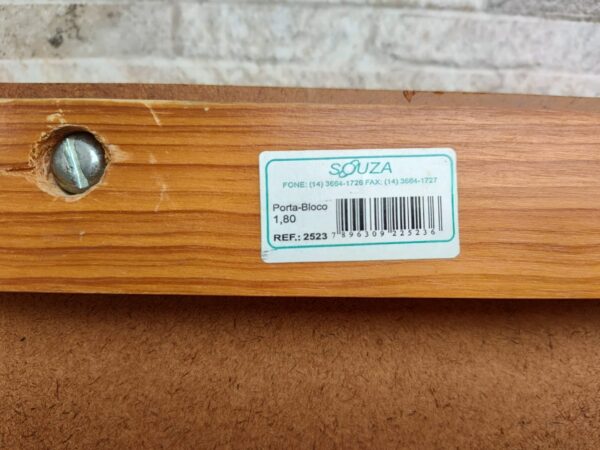 SOUZA
FONE: (14) 3664-1726 FAX: (14) 3664-1727
Porta-Bloco
1,80
REF.: 2523
7 896309 225236